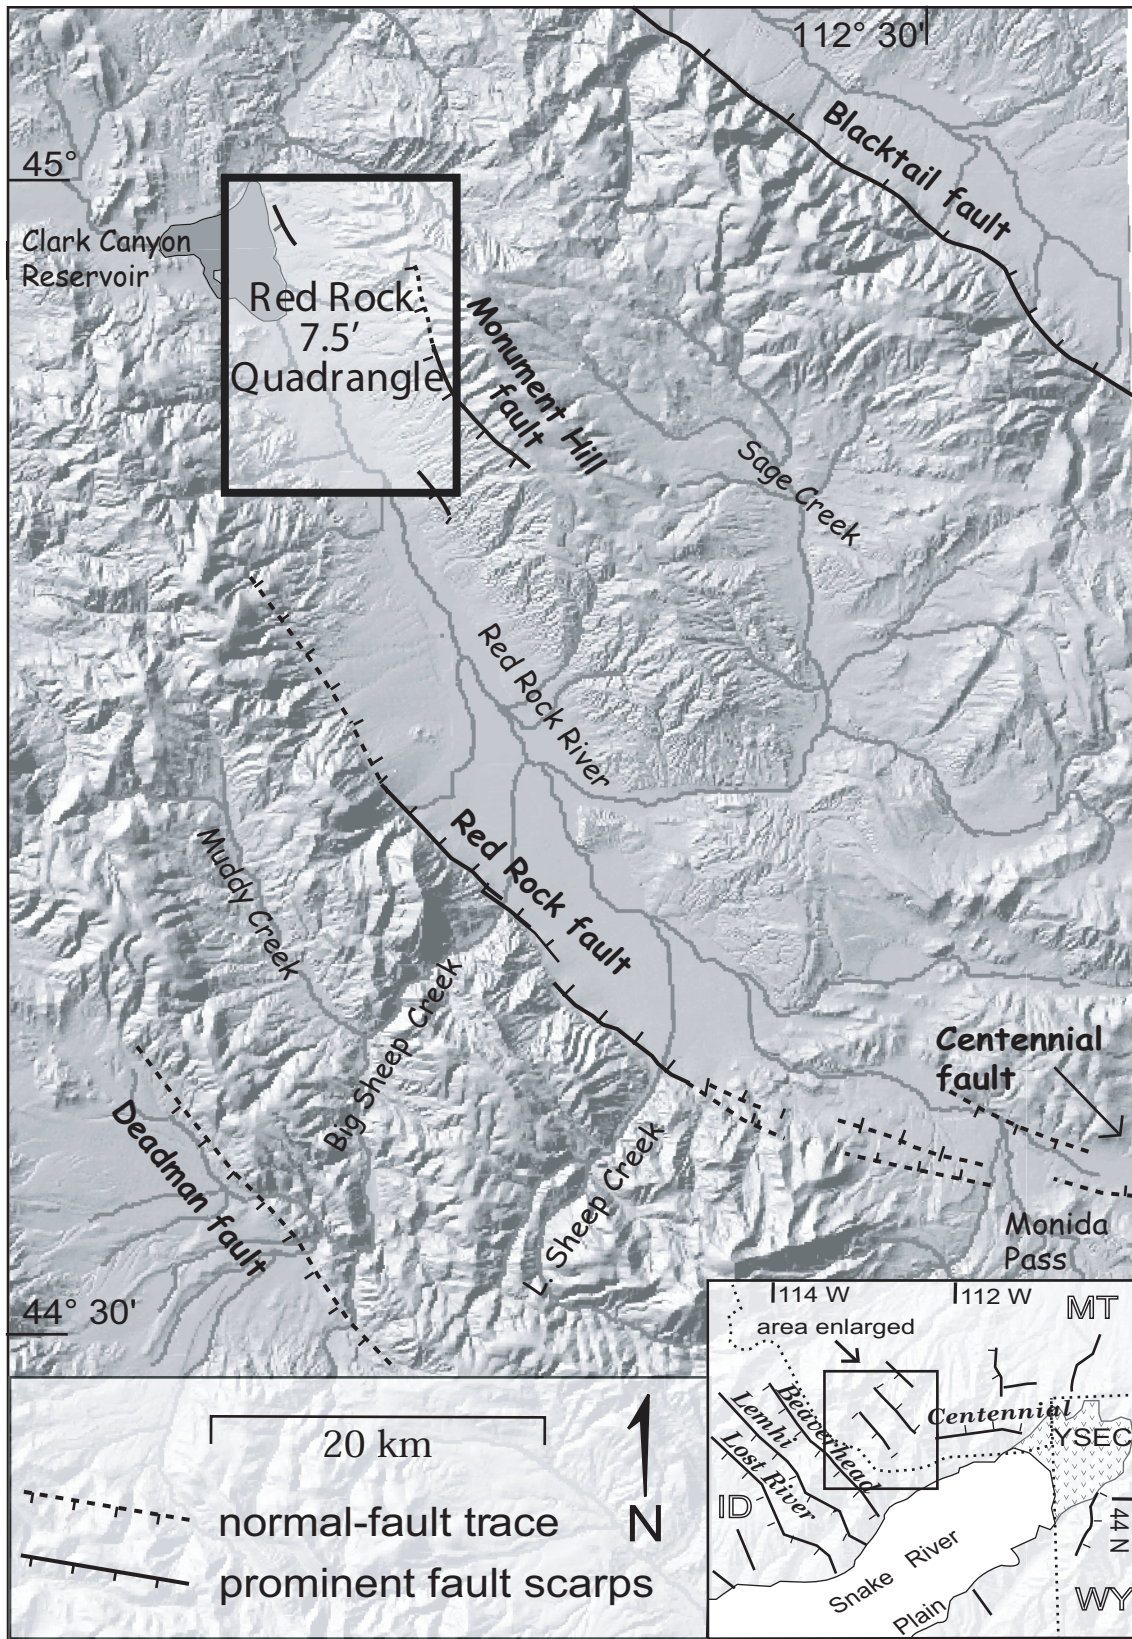 112° 30'
Blacktail fault
45°
Clark Canyon
Reservoir
Red Rock
7.5′
Quadrangle
Monument Hill
fault
Sage Creek
Red Rock River
Red Rock fault
Muddy Creek
Big Sheep Creek
L. Sheep Creek
Deadman fault
Centennial
fault
Monida
Pass
44° 30'
20 km
N
normal-fault trace
prominent fault scarps
114 W
112 W
MT
area enlarged
Beaverhead
Lemhi
Lost River
Centennial
YSEC
ID
44 N
Snake River
Plain
WY